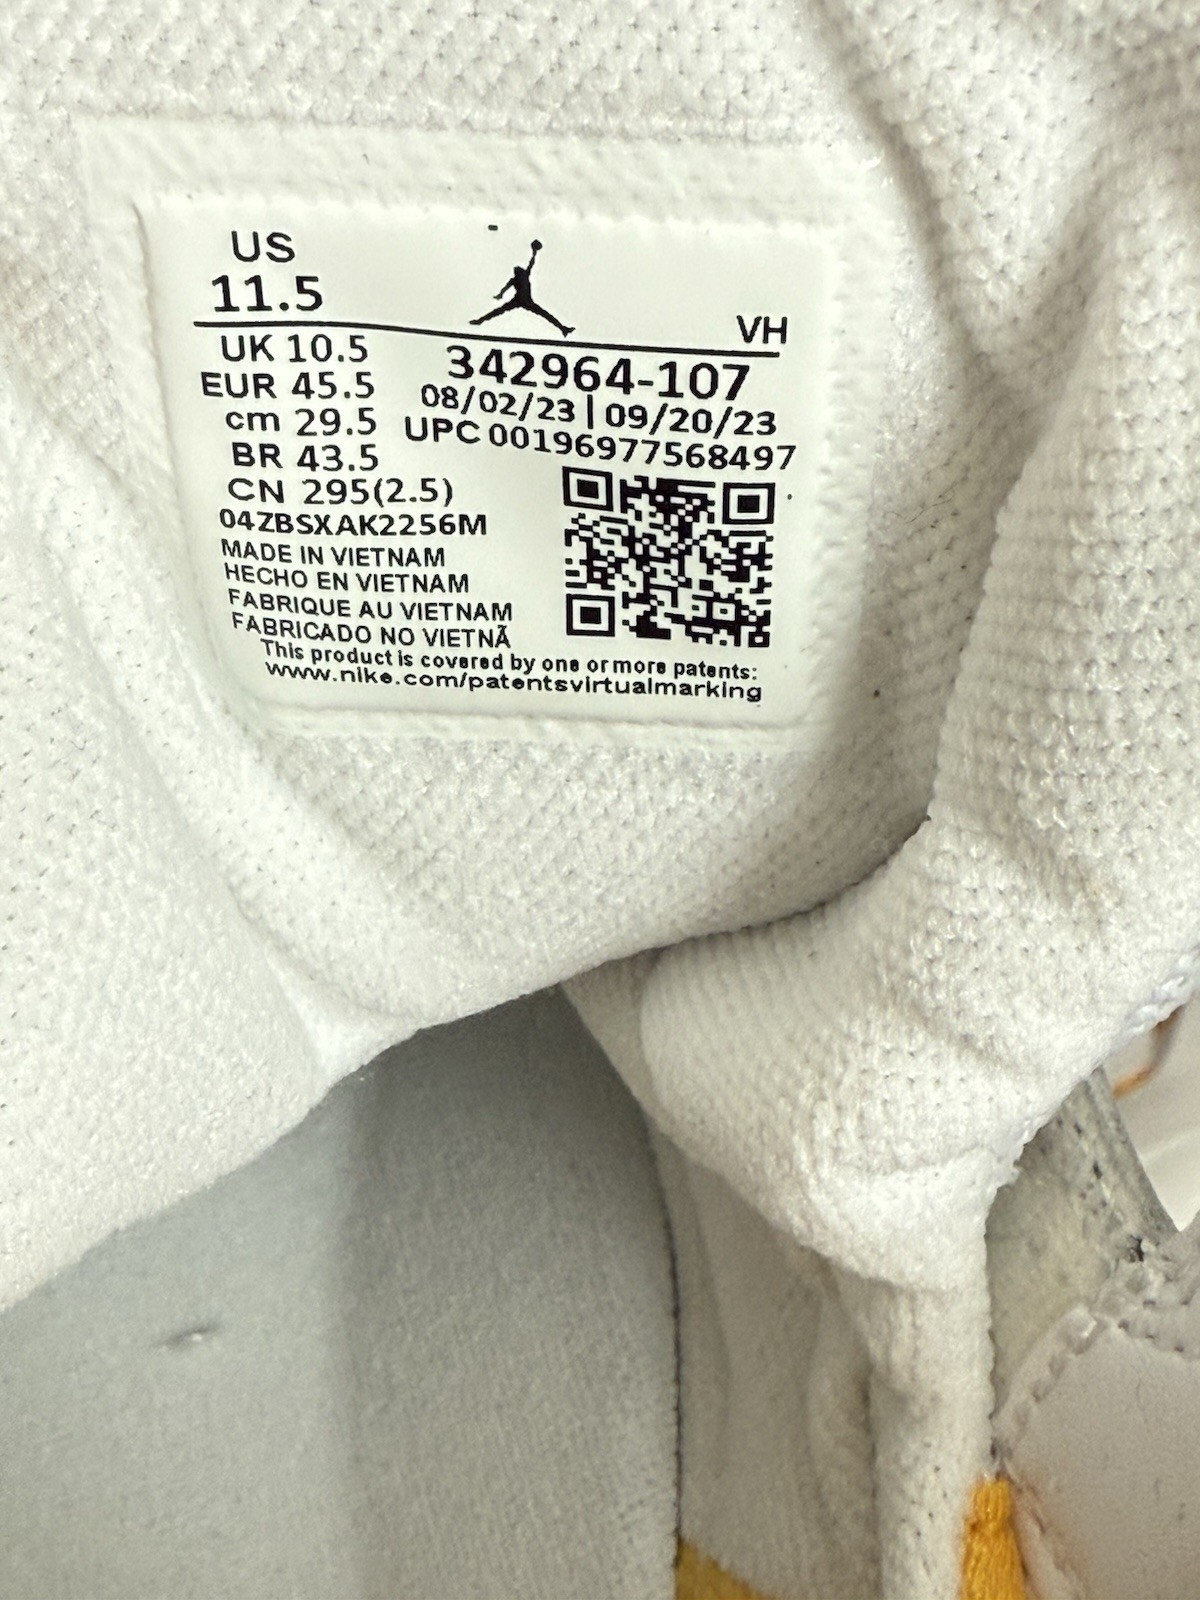 US
11.5
VH
UK 10.5
EUR 45.5
cm 29.5
BR 43.5
CN 295(2.5)
04ZBSXAK2256M
342964-107
08/02/23 | 09/20/23
UPC 00196977568497
MADE IN VIETNAM
HECHO EN VIETNAM
FABRIQUE AU VIETNAM
FABRICADO NO VIETNÃ
This product is covered by one or more patents:
www.nike.com/patentsvirtualmarking